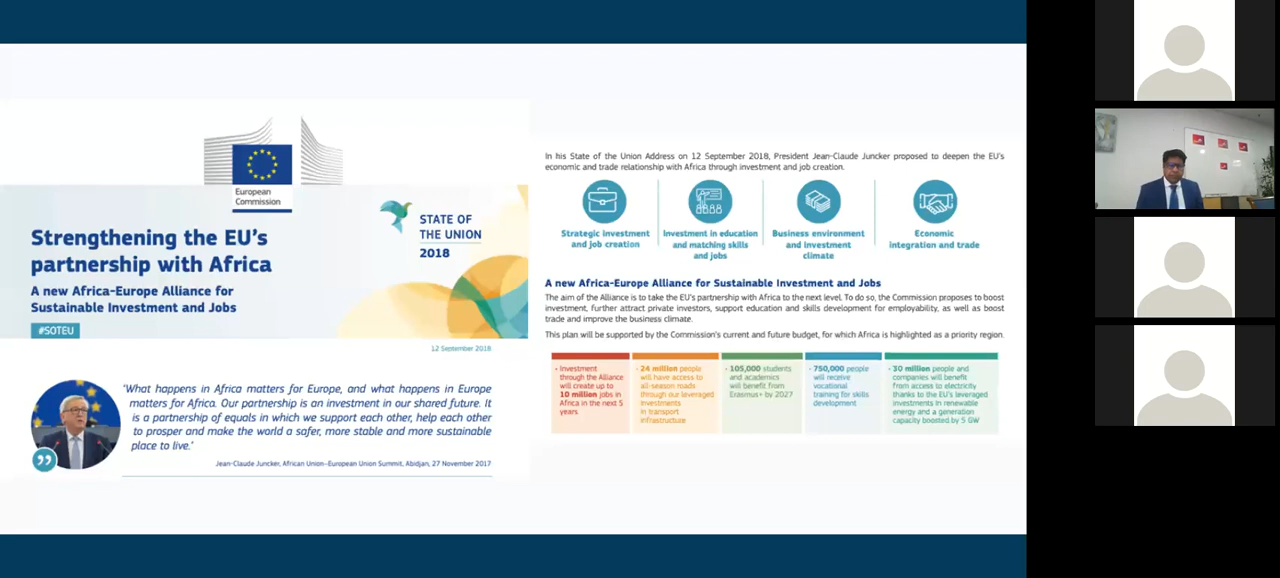 European
Commission
STATE OF
THE UNION
2018
Strengthening the EU's
partnership with Africa
A new Africa-Europe Alliance for
Sustainable Investment and Jobs
#SOTEU
12 September 2018
'What happens in Africa matters for Europe, and what happens in Europe
matters for Africa. Our partnership is an investment in our shared future. It
is a partnership of equals in which we support each other, help each other
to prosper and make the world a safer, more stable and more sustainable
place to live.'
Jean-Claude Juncker, African Union–European Union Summit, Abidjan, 27 November 2017
In his State of the Union Address on 12 September 2018, President Jean-Claude Juncker proposed to deepen the EU's
economic and trade relationship with Africa through investment and job creation.
Strategic investment
and job creation
Investment in education
and matching skills
and jobs
Business environment
and investment
climate
Economic
integration and trade
A new Africa-Europe Alliance for Sustainable Investment and Jobs
The aim of the Alliance is to take the EU's partnership with Africa to the next level. To do so, the Commission proposes to boost
investment, further attract private investors, support education and skills development for employability, as well as boost
trade and improve the business climate.
This plan will be supported by the Commission's current and future budget, for which Africa is highlighted as a priority region.
• Investment
through the Alliance
will create up to
10 million jobs in
Africa in the next 5
years
• 24 million people
will have access to
all-season roads
through our leveraged
investments
in transport
infrastructure
• 105,000 students
and academics
will benefit from
Erasmus+ by 2027
• 750,000 people
will receive
vocational
training for skills
development
• 30 million people and
companies will benefit
from access to electricity
thanks to the EU's leveraged
investments in renewable
energy and a generation
capacity boosted by 5 GW